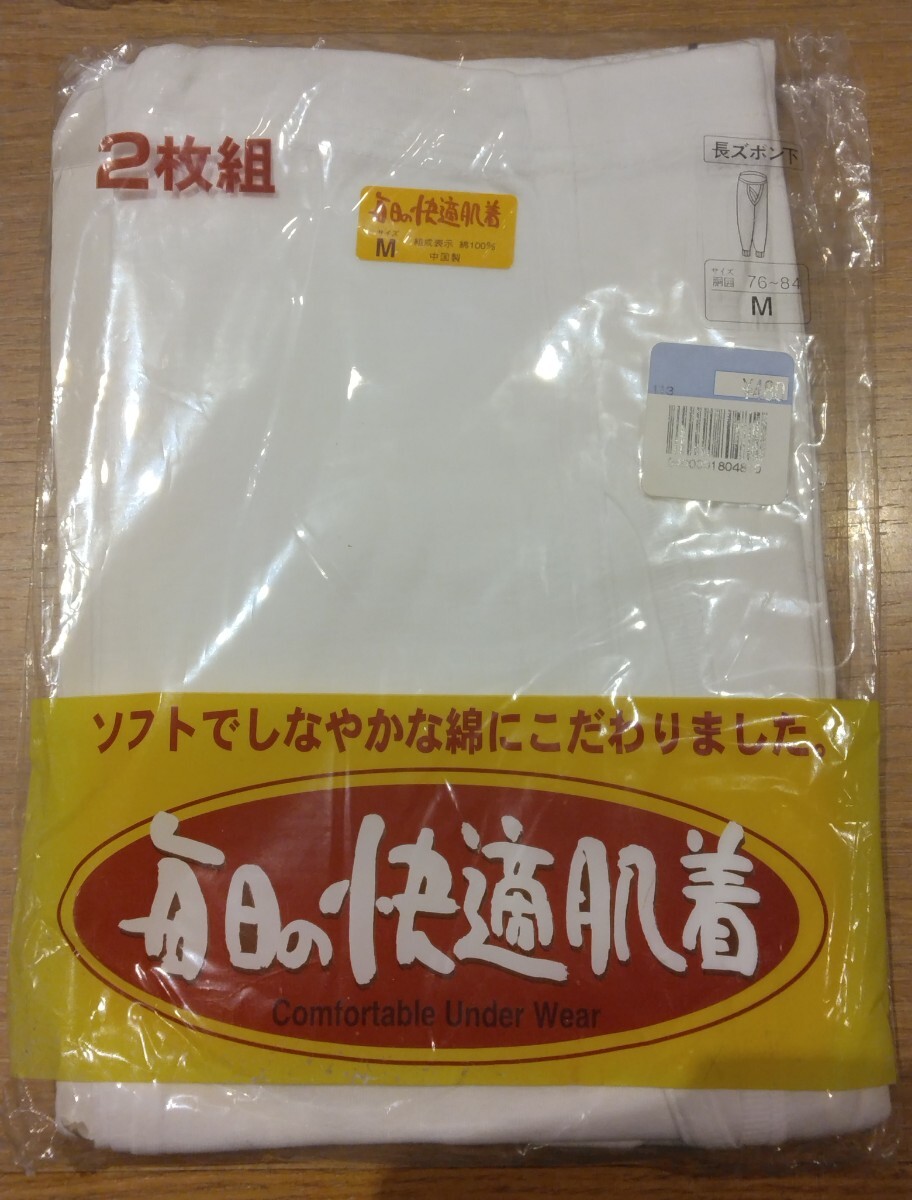 2枚組
長ズボン下
毎日の快適肌着
サイズ
M
組成表示 綿100%
中国製
サイズ
胴囲 76~84
M
¥480
ソフトでしなやかな綿にこだわりました。
毎日の快適肌着
Comfortable Under Wear